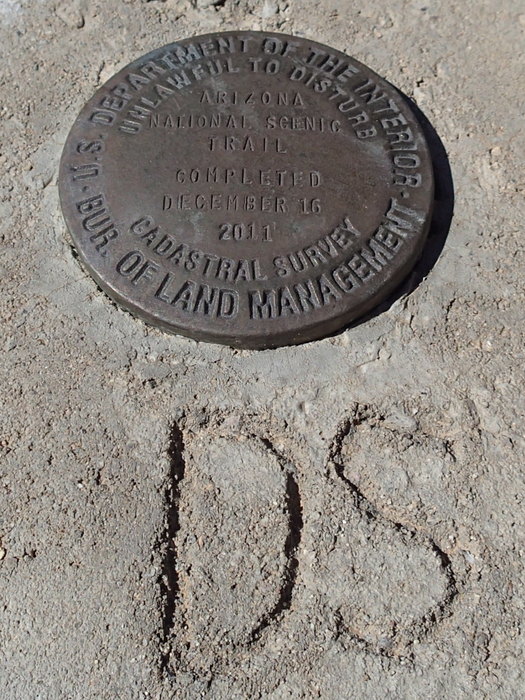 U.S. DEPARTMENT OF THE INTERIOR
UNLAWFUL TO DISTURB
ARIZONA
NATIONAL SCENIC
TRAIL
COMPLETED
DECEMBER 16
2011
CADASTRAL SURVEY
BUR. OF LAND MANAGEMENT
DS